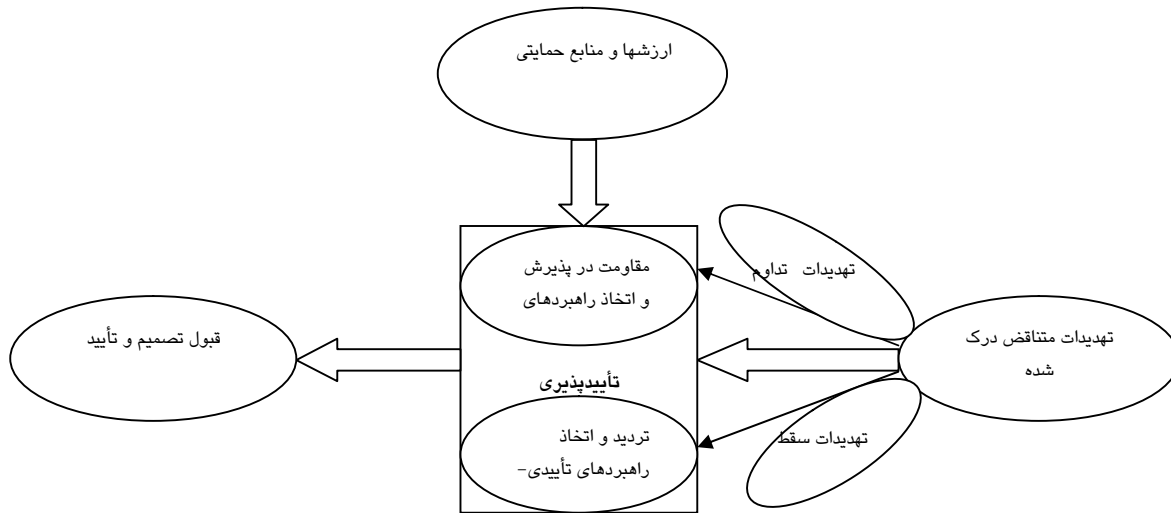 ارزشها و منابع حمایتی
تهدیدات تداوم
مقاومت در پذیرش
و اتخاذ راهبردهای
تهدیدات متناقض درک
شده
قبول تصمیم و تأیید
تأییدپذیری
تردید و اتخاذ
راهبردهای تأییدی-
تهدیدات سقط